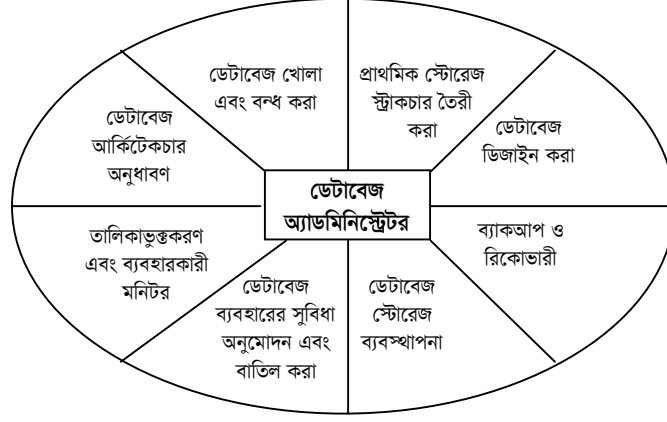 ডেটাবেজ খোলা
এবং বন্ধ করা
প্রাথমিক স্টোরেজ
স্ট্রাকচার তৈরী
করা
ডেটাবেজ
আর্কিটেকচার
অনুধাবণ
ডেটাবেজ
ডিজাইন করা
ডেটাবেজ
অ্যাডমিনিস্ট্রেটর
তালিকাভুক্তকরণ
এবং ব্যবহারকারী
মনিটর
ব্যাকআপ ও
রিকোভারী
ডেটাবেজ
ব্যবহারের সুবিধা
অনুমোদন এবং
বাতিল করা
ডেটাবেজ
স্টোরেজ
ব্যবস্থাপনা